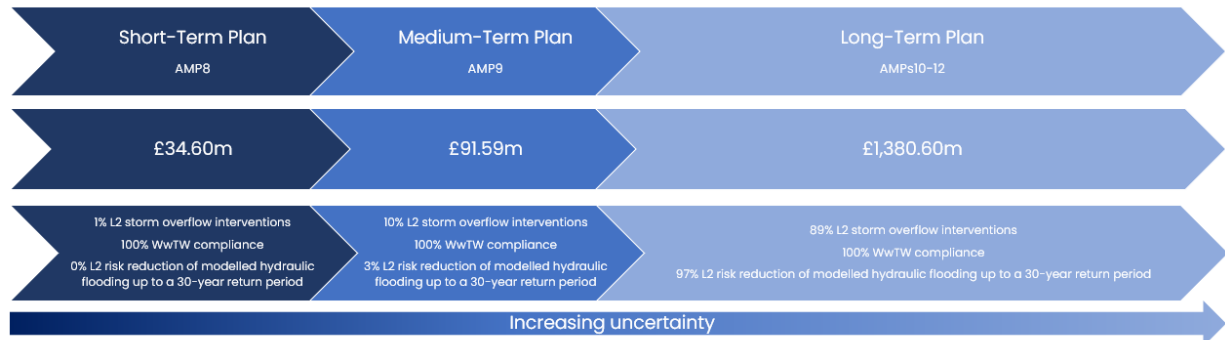 Short-Term Plan
AMP8
Medium-Term Plan
AMP9
Long-Term Plan
AMPs10-12
£34.60m
£91.59m
£1,380.60m
1% L2 storm overflow interventions
100% WwTW compliance
0% L2 risk reduction of modelled hydraulic
flooding up to a 30-year return period
10% L2 storm overflow interventions
100% WwTW compliance
3% L2 risk reduction of modelled hydraulic
flooding up to a 30-year return period
89% L2 storm overflow interventions
100% WwTW compliance
97% L2 risk reduction of modelled hydraulic flooding up to a 30-year return period
Increasing uncertainty